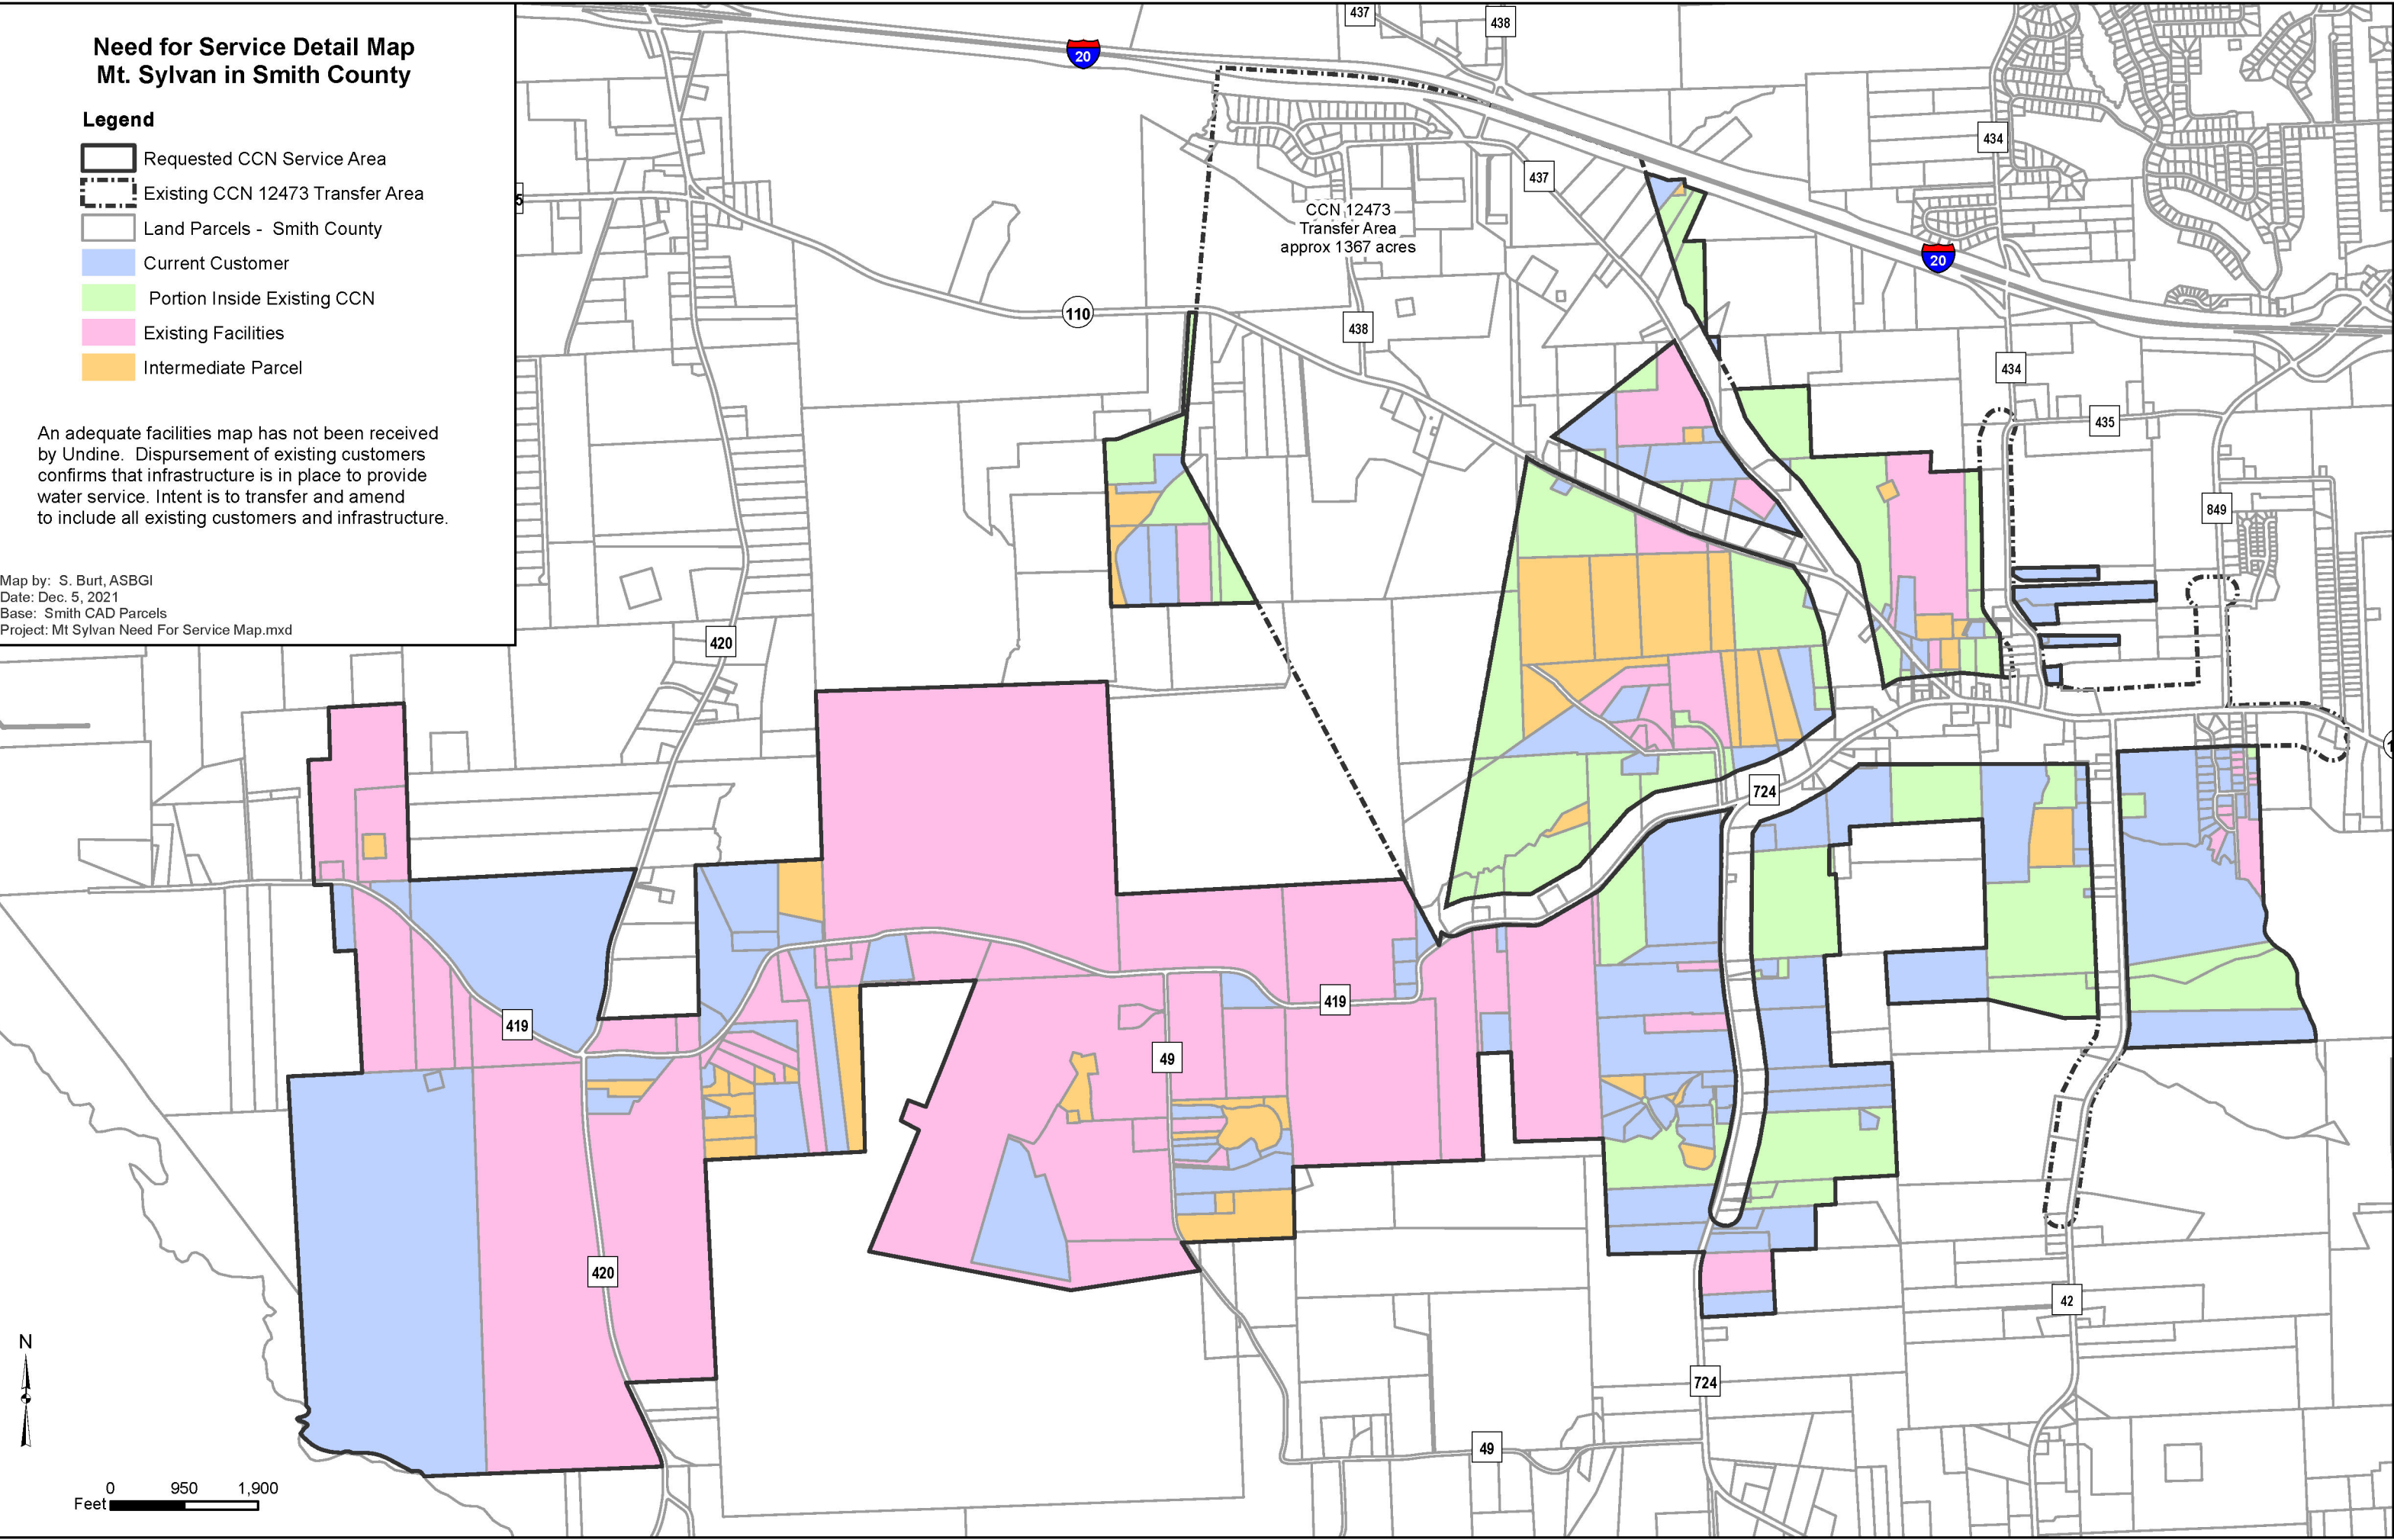 Need for Service Detail Map
Mt. Sylvan in Smith County
Legend
Requested CCN Service Area
Existing CCN 12473 Transfer Area
Land Parcels - Smith County
Current Customer
Portion Inside Existing CCN
Existing Facilities
Intermediate Parcel
An adequate facilities map has not been received
by Undine. Dispursement of existing customers
confirms that infrastructure is in place to provide
water service. Intent is to transfer and amend
to include all existing customers and infrastructure.
Map by: S. Burt, ASBGI
Date: Dec. 5, 2021
Base: Smith CAD Parcels
Project: Mt Sylvan Need For Service Map.mxd
437
438
20
434
437
5
CCN 12473
Transfer Area
approx 1367 acres
20
110
438
434
435
849
420
724
419
419
49
420
42
724
49
N
0 950 1,900
Feet